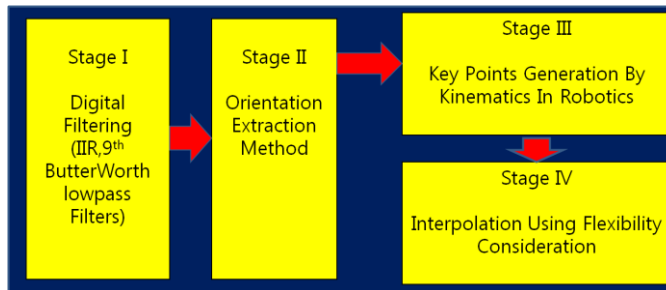 Stage I
Digital
Filtering
(IIR,9th
ButterWorth
lowpass
Filters)
Stage II
Orientation
Extraction
Method
Stage III
Key Points Generation By
Kinematics In Robotics
Stage IV
Interpolation Using Flexibility
Consideration